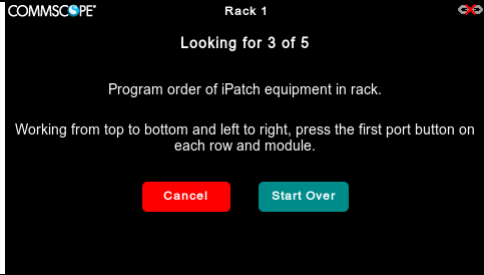 COMMSCOPE®
Rack 1
Looking for 3 of 5
Program order of iPatch equipment in rack.
Working from top to bottom and left to right, press the first port button on
each row and module.
Cancel
Start Over